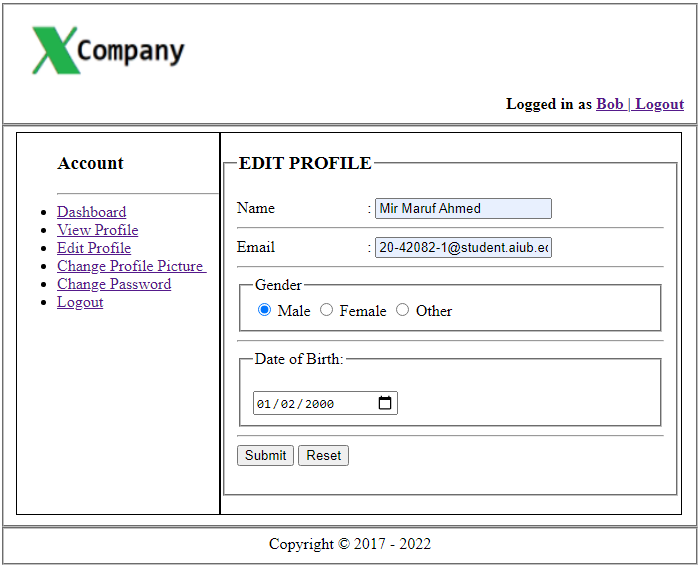 X Company
Logged in as Bob | Logout
Account
Dashboard
View Profile
Edit Profile
Change Profile Picture
Change Password
Logout
EDIT PROFILE
Name : Mir Maruf Ahmed
Email : 20-42082-1@student.aiub.ed
Gender
Male Female Other
Date of Birth:
01/02/2000
Submit Reset
Copyright © 2017 - 2022